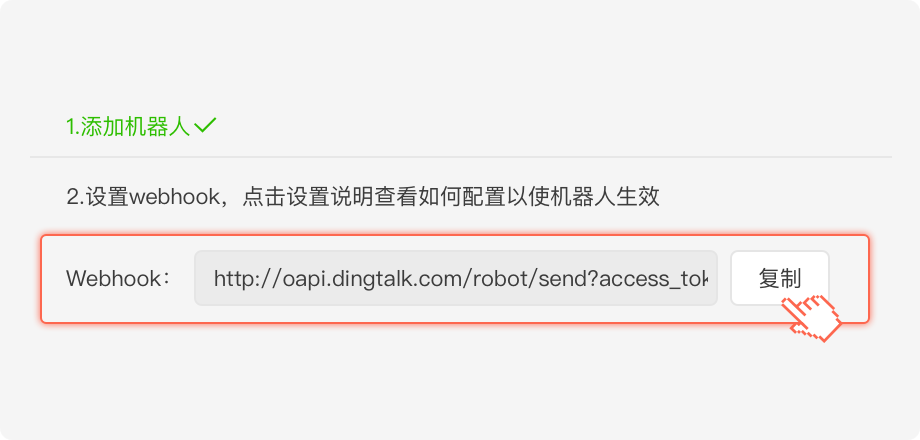 1.添加机器人
2.设置webhook，点击设置说明查看如何配置以使机器人生效
Webhook： http://oapi.dingtalk.com/robot/send?access_tok 复制